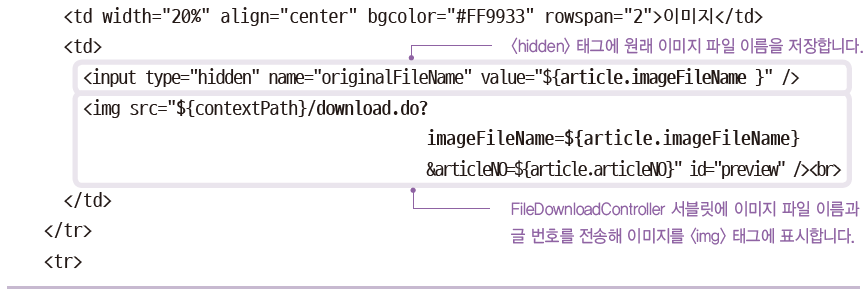 <td width="20%" align="center" bgcolor="#FF9933" rowspan="2">이미지</td>
<td>
<hidden> 태그에 원래 이미지 파일 이름을 저장합니다.
<input type="hidden" name="originalFileName" value="${article.imageFileName }" />
<img src="${contextPath}/download.do?
imageFileName=${article.imageFileName}
&articleNO=${article.articleNO}" id="preview" /><br>
</td>
FileDownloadController 서블릿에 이미지 파일 이름과
</tr>
글 번호를 전송해 이미지를 <img> 태그에 표시합니다.
<tr>